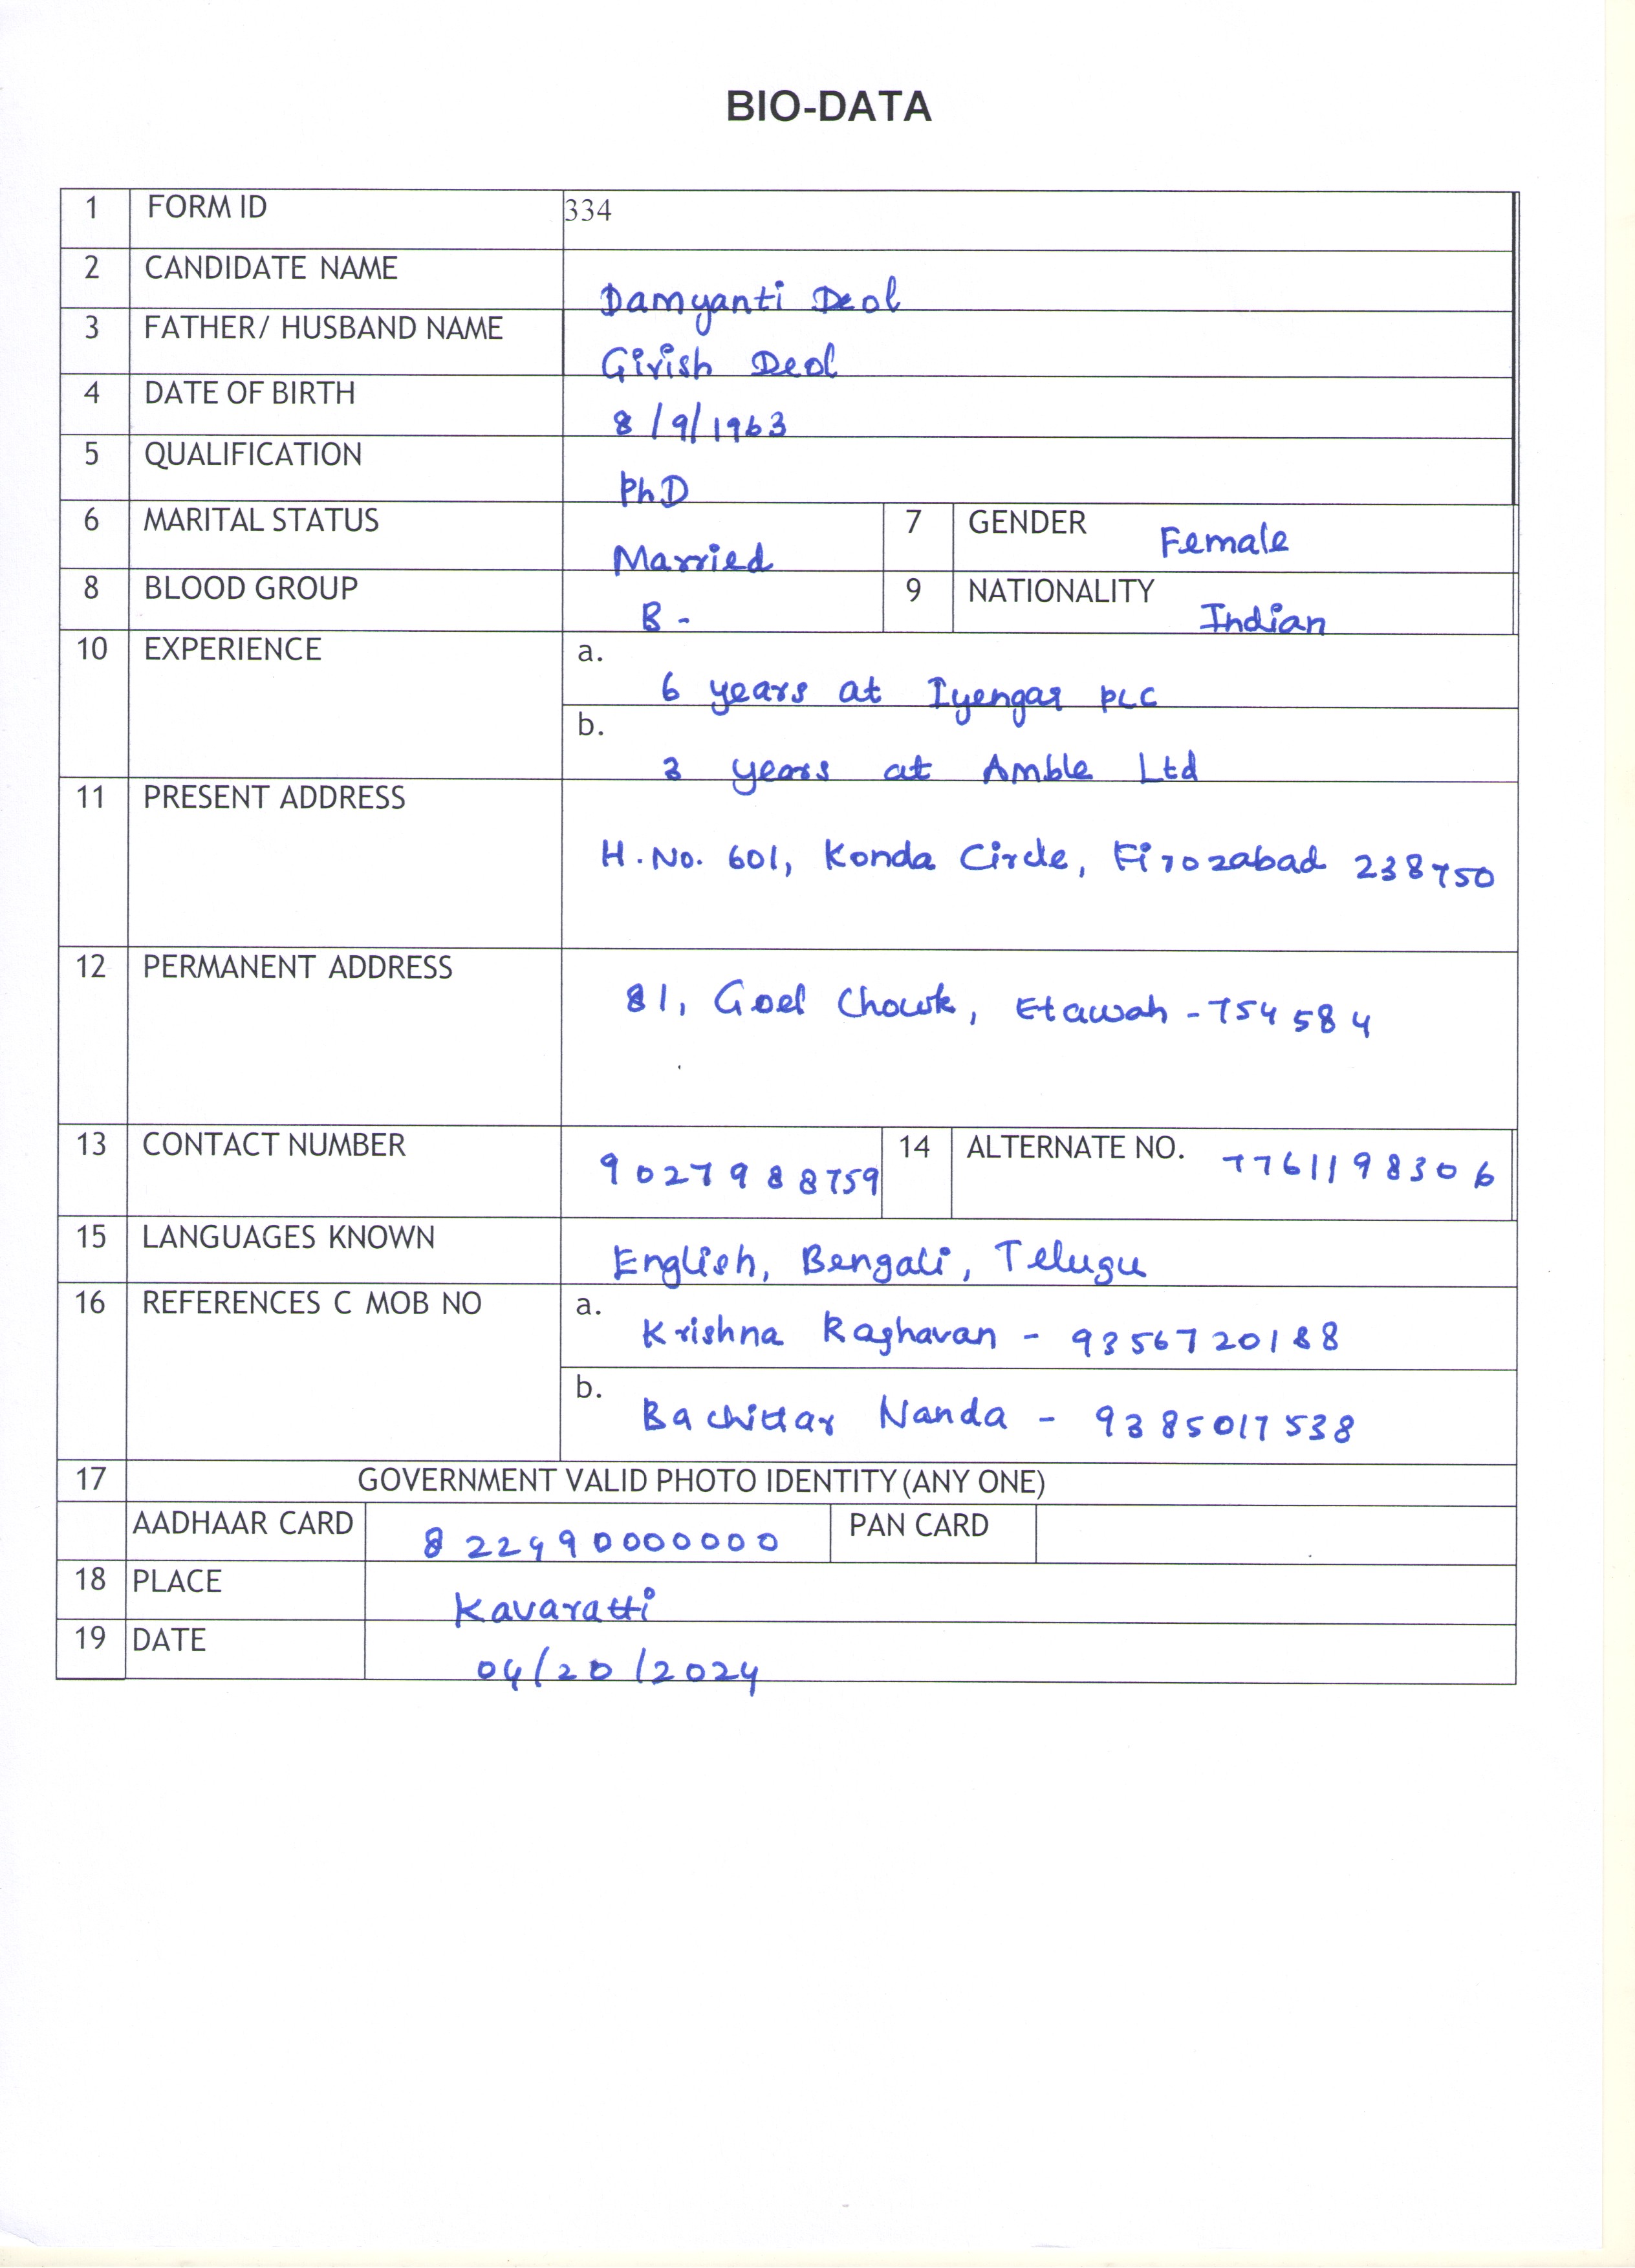 BIO-DATA
1 FORM ID 334
2 CANDIDATE NAME Damyanti Deol
3 FATHER/ HUSBAND NAME Girish Deol
4 DATE OF BIRTH 8/9/1963
5 QUALIFICATION PhD
6 MARITAL STATUS Married 7 GENDER Female
8 BLOOD GROUP B- 9 NATIONALITY Indian
10 EXPERIENCE a. 6 years at Iyengar PLC
b. 3 years at Amble Ltd
11 PRESENT ADDRESS H.No. 601, Konda Circle, Firozabad 238750
12 PERMANENT ADDRESS 81, Goel Chowk, Etawah - 754584
13 CONTACT NUMBER 9027988759 14 ALTERNATE NO. 7761198306
15 LANGUAGES KNOWN English, Bengali, Telugu
16 REFERENCES C MOB NO a. Krishna Raghavan - 9356720188
b. Bachittar Nanda - 9385017538
17 GOVERNMENT VALID PHOTO IDENTITY (ANY ONE)
AADHAAR CARD 822490000000 PAN CARD
18 PLACE Kavaratti
19 DATE 04/20/2024